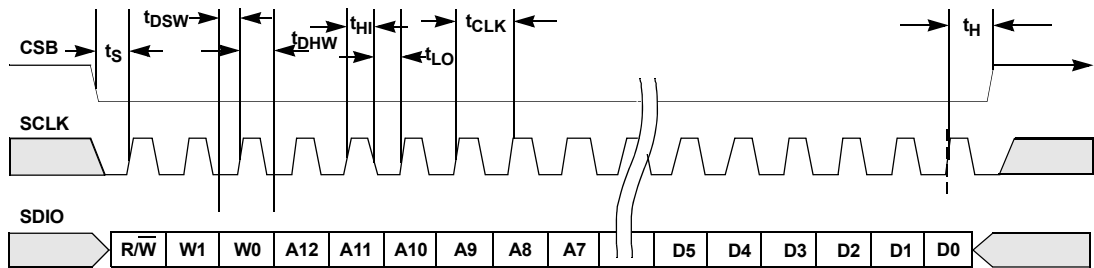 tDSW tHI tCLK tH
CSB tS tDHW tLO
SCLK
SDIO
R/W W1 W0 A12 A11 A10 A9 A8 A7 D5 D4 D3 D2 D1 D0